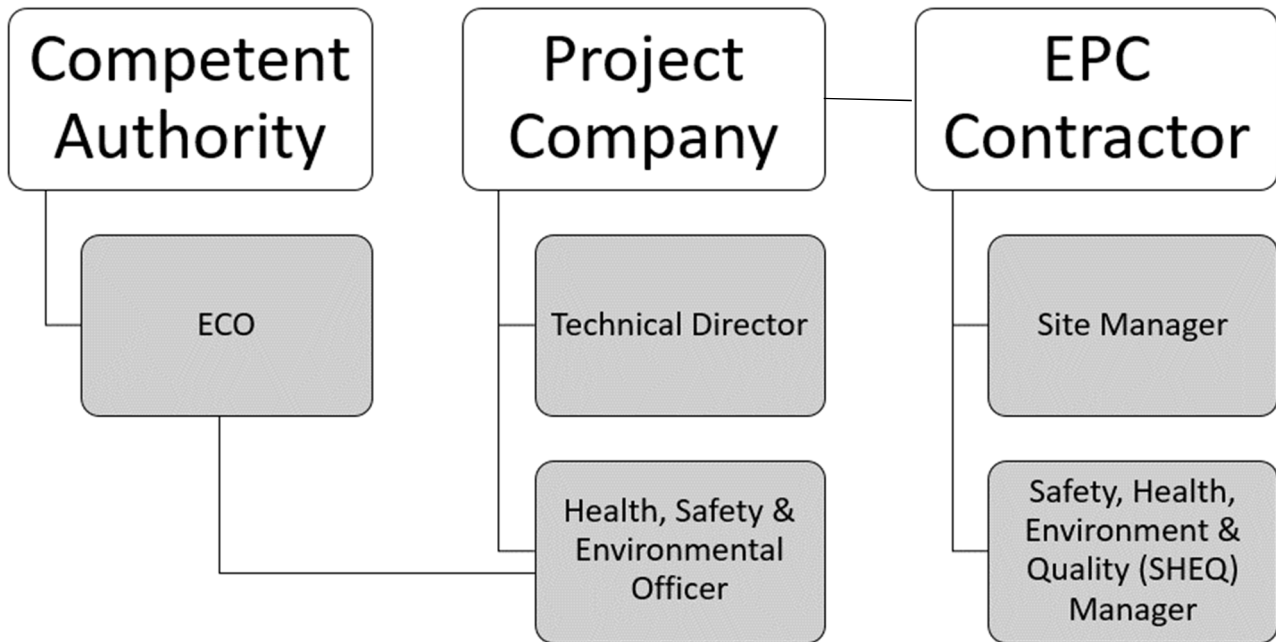 Competent
Authority
Project
Company
EPC
Contractor
ECO
Technical Director
Site Manager
Health, Safety &
Environmental
Officer
Safety, Health,
Environment &
Quality (SHEQ)
Manager